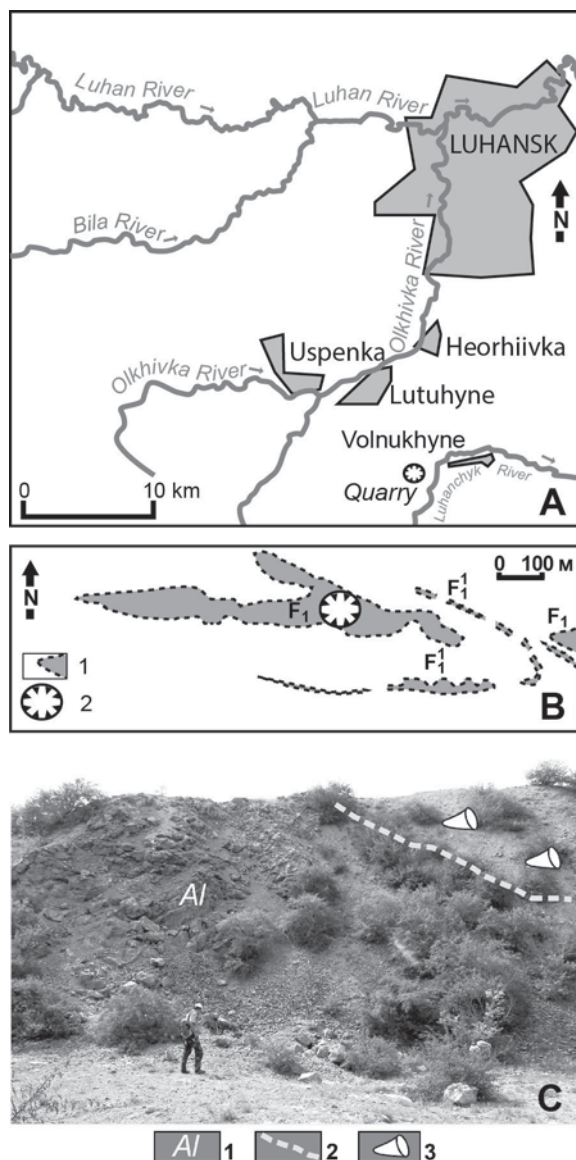 Luhan River →
Luhan River
→
LUHANSK
N
Bila River →
Olkhivka River →
Heorhiivka
Uspenka
Olkhivka River →
Lutuhyne
Volnukhyne
→
0 10 km
Quarry
Luhanchyk River
A
N
0 100 м
F₁¹
F₁
F₁
F₁¹
1
2
B
Al
C
Al 1 2 3